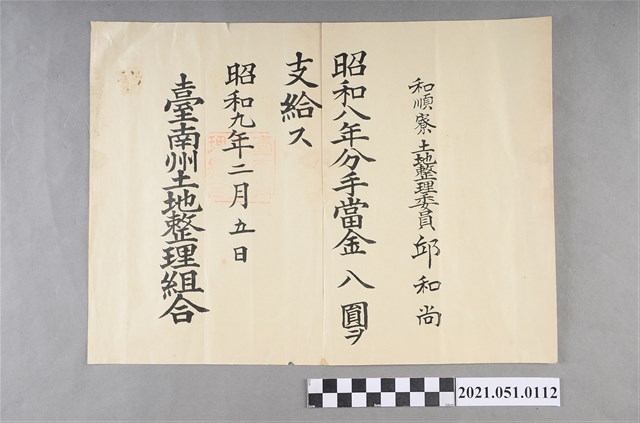 和順寮土地整理委員 邱和尚
昭和八年分手當金八圓ヲ
支給ス
昭和九年二月五日
臺南州土地整理組合
2021.051.0112